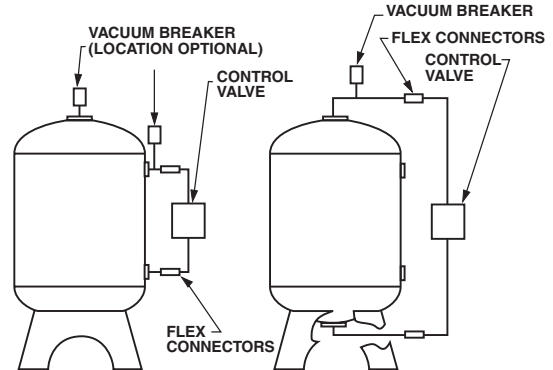 VACUUM BREAKER
(LOCATION OPTIONAL)
CONTROL
VALVE
FLEX
CONNECTORS
VACUUM BREAKER
FLEX CONNECTORS
CONTROL
VALVE